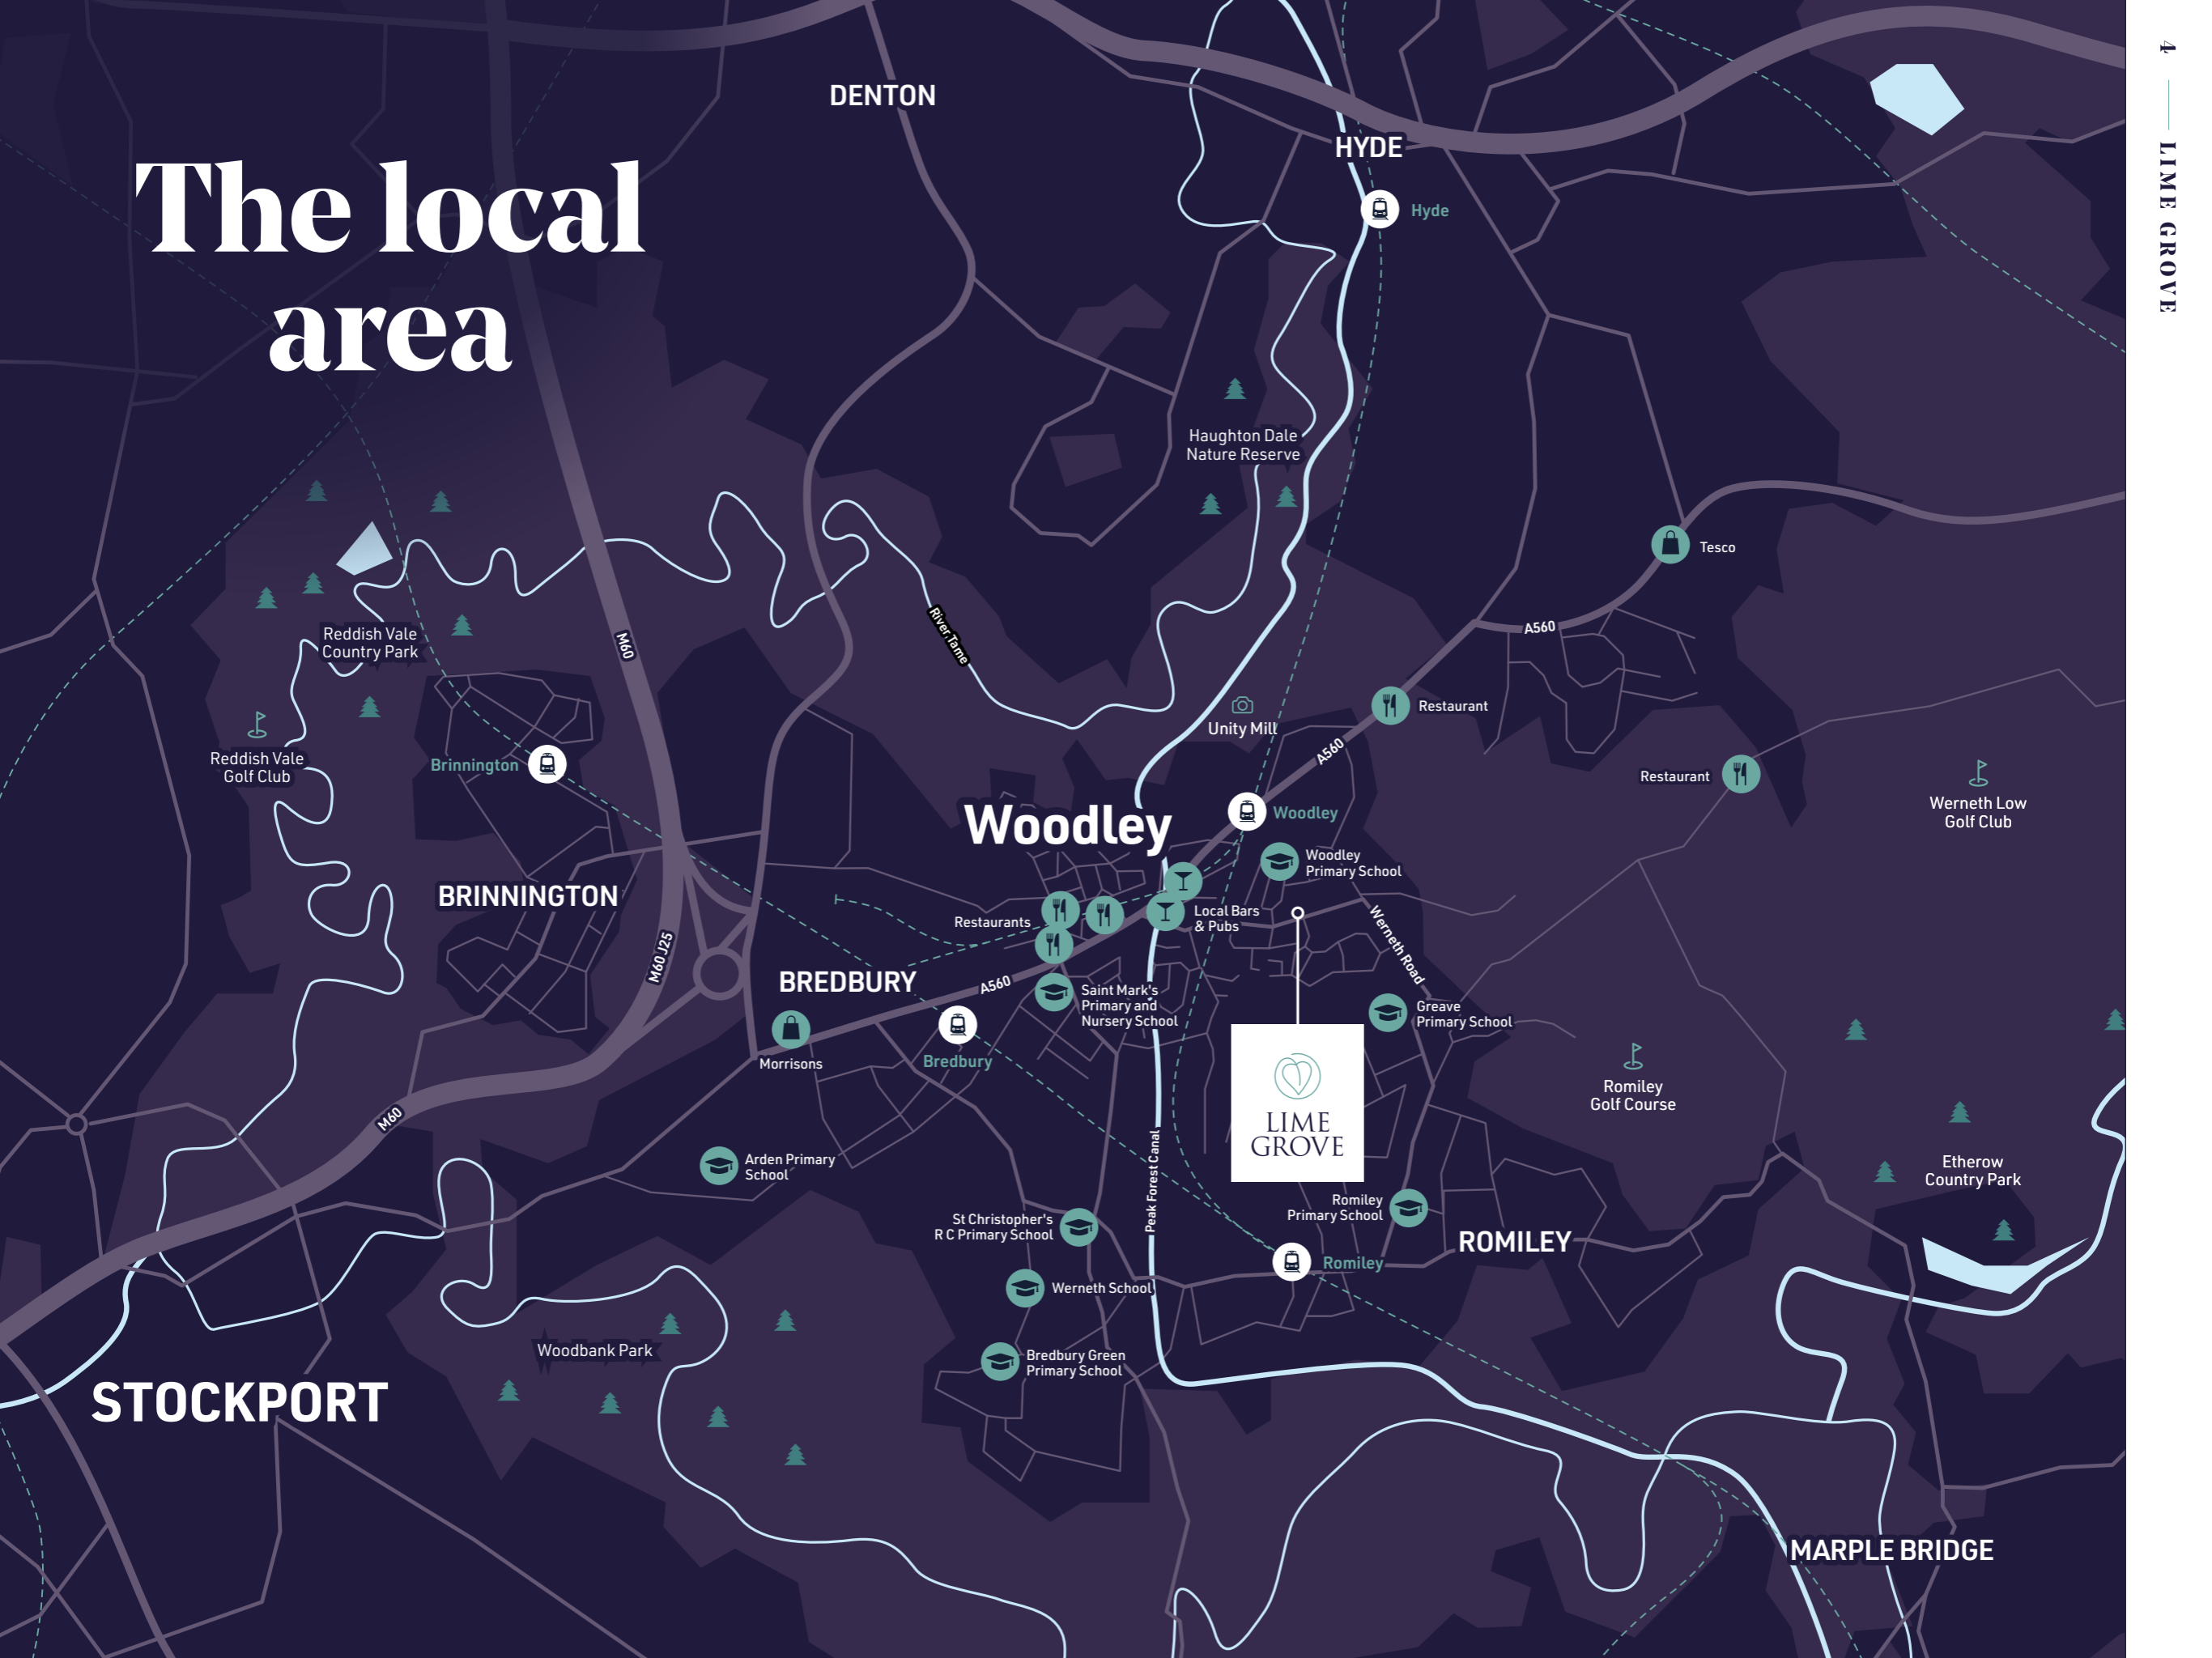 The local
area
4
LIME GROVE
DENTON
HYDE
Hyde
Haughton Dale
Nature Reserve
Tesco
A560
River Tame
M60
Reddish Vale
Country Park
Reddish Vale
Golf Club
Brinnington
Unity Mill
Restaurant
A560
Restaurant
Werneth Low
Golf Club
Woodley
Woodley
Woodley
Primary School
BRINNINGTON
Restaurants
Local Bars
& Pubs
Werneth Road
M60 J25
BREDBURY
A560
Saint Mark's
Primary and
Nursery School
Greave
Primary School
Morrisons
Bredbury
LIME
GROVE
Romiley
Golf Course
M60
Arden Primary
School
Peak Forest Canal
Etherow
Country Park
St Christopher's
R C Primary School
Romiley
Primary School
ROMILEY
Romiley
Werneth School
Woodbank Park
Bredbury Green
Primary School
STOCKPORT
MARPLE BRIDGE